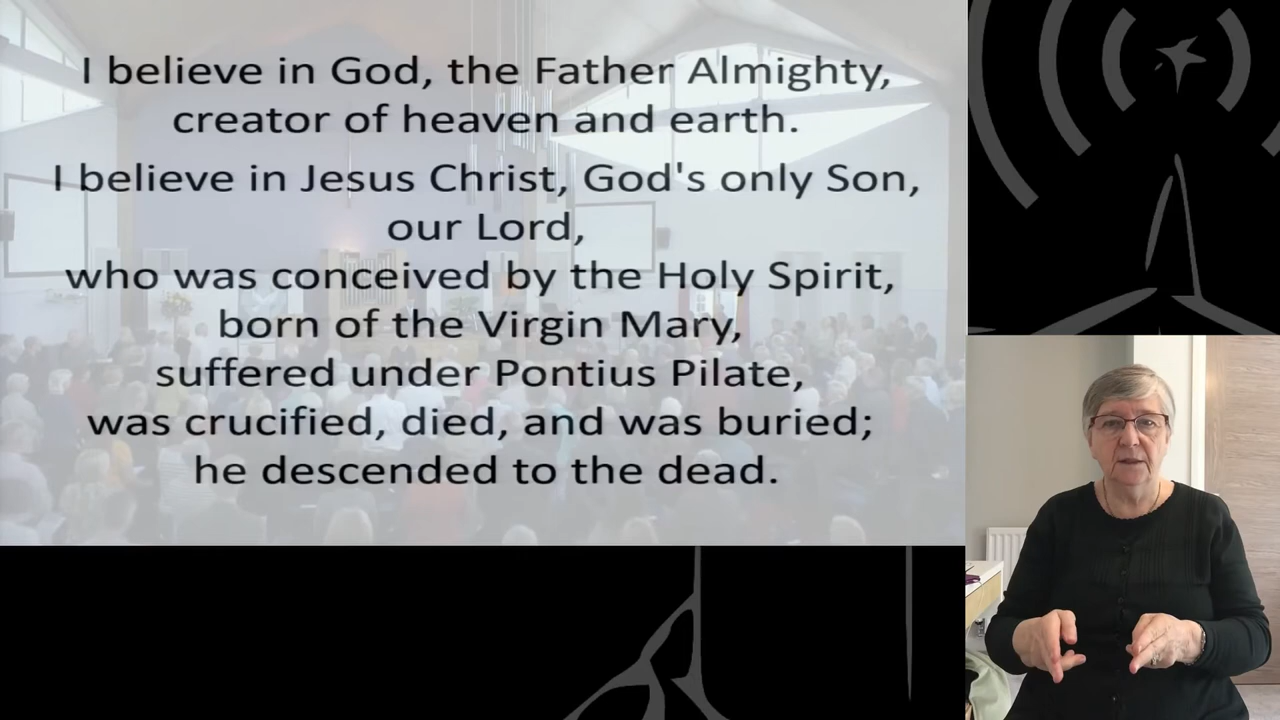 I believe in God, the Father Almighty,
creator of heaven and earth.
I believe in Jesus Christ, God's only Son,
our Lord,
who was conceived by the Holy Spirit,
born of the Virgin Mary,
suffered under Pontius Pilate,
was crucified, died, and was buried;
he descended to the dead.